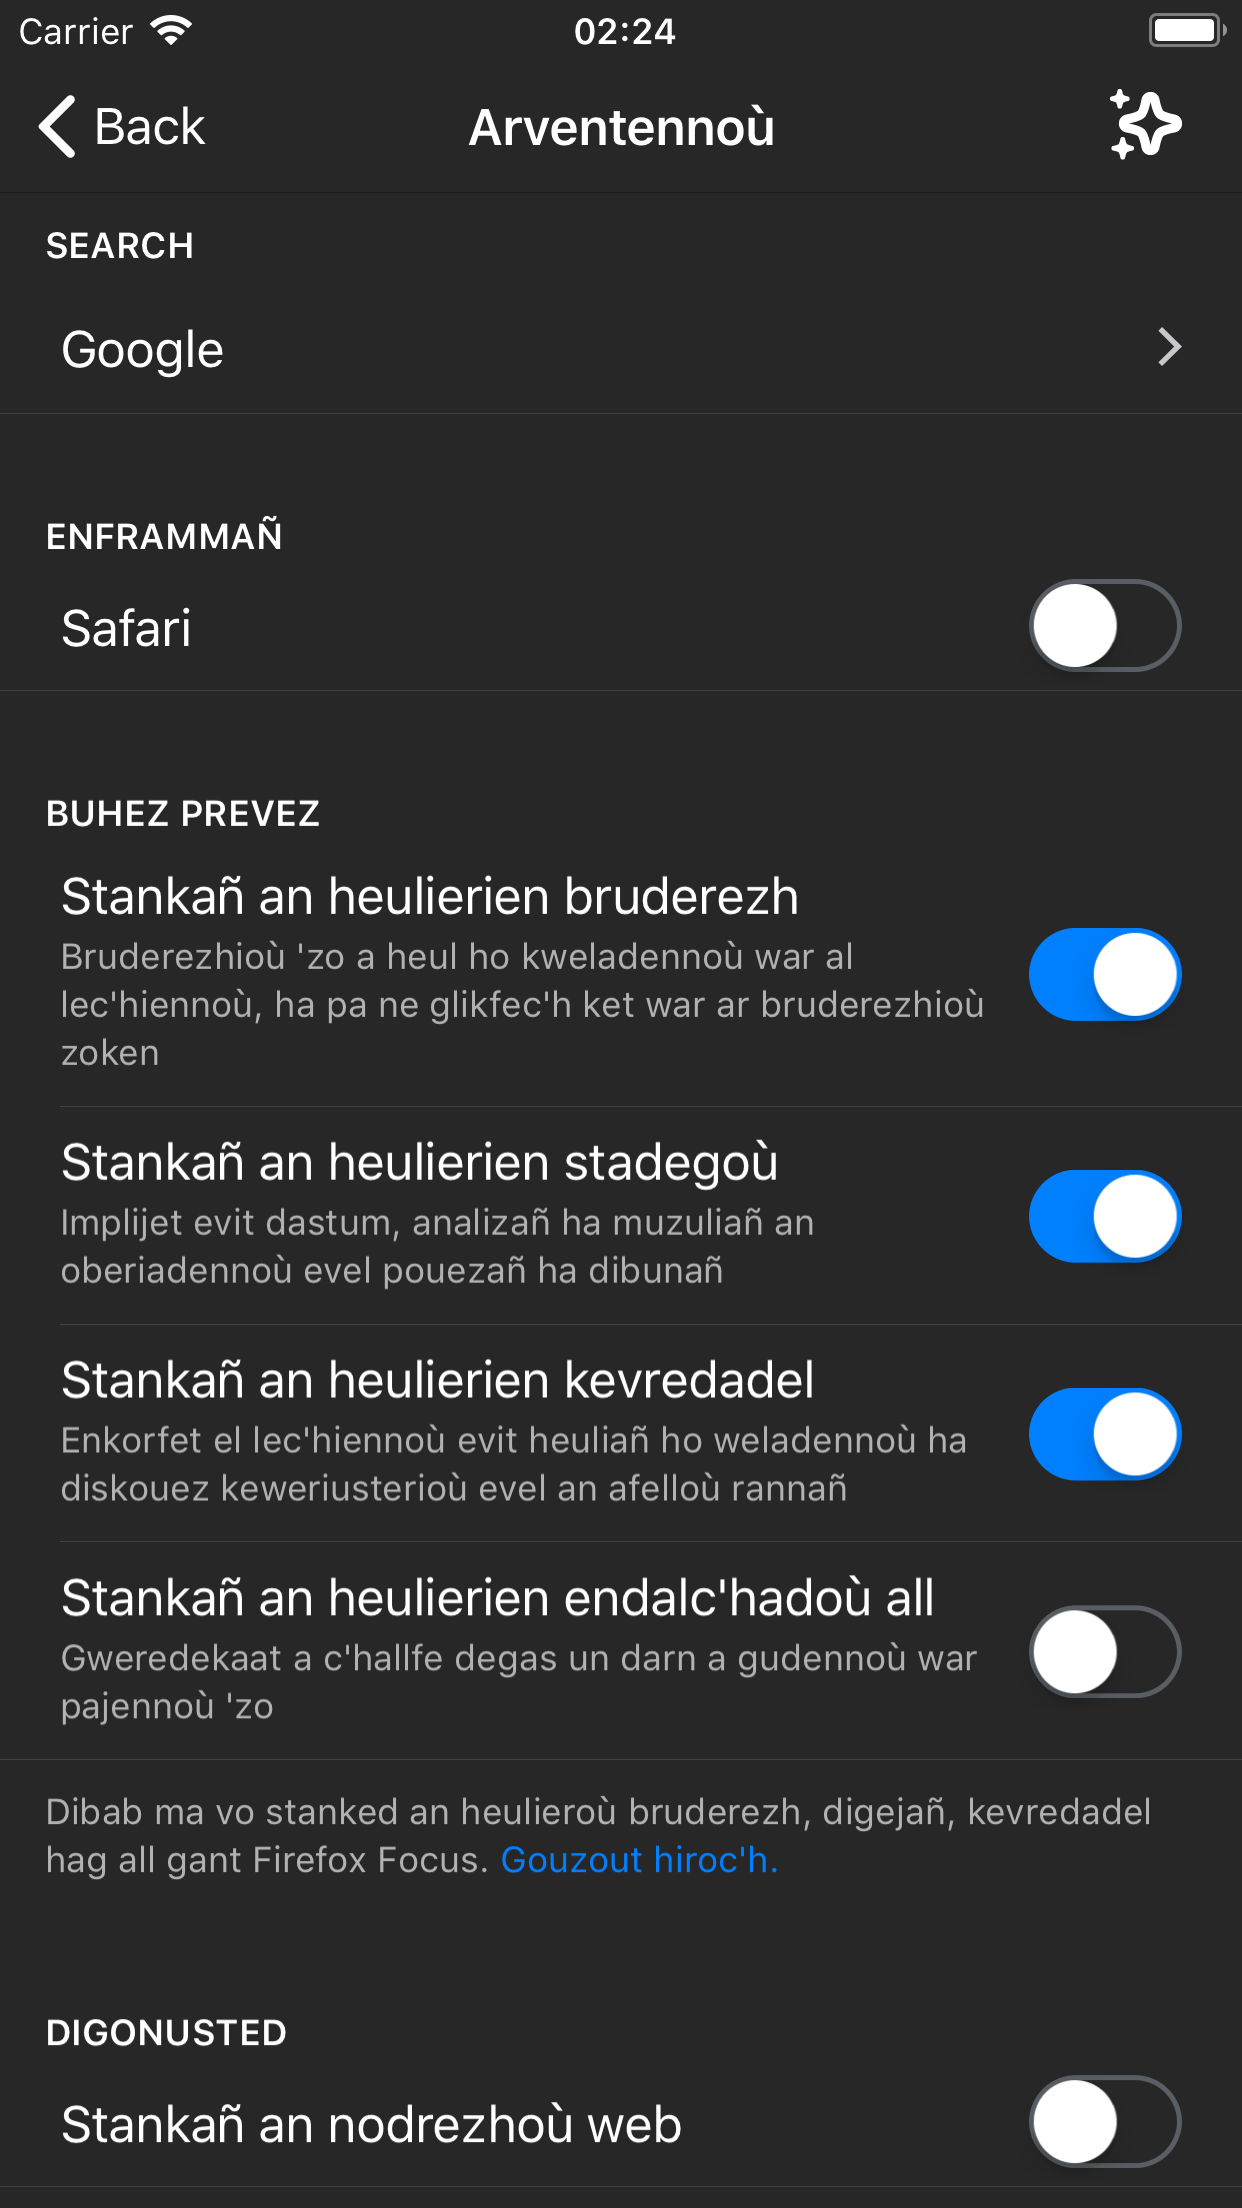 Carrier
02:24
Back
Arventennoù
SEARCH
Google
ENFRAMMAÑ
Safari
BUHEZ PREVEZ
Stankañ an heulierien bruderezh
Bruderezhioù 'zo a heul ho kweladennoù war al
lec'hiennoù, ha pa ne glikfec'h ket war ar bruderezhioù
zoken
Stankañ an heulierien stadegoù
Implijet evit dastum, analizañ ha muzuliañ an
oberiadennoù evel pouezañ ha dibunañ
Stankañ an heulierien kevredadel
Enkorfet el lec'hiennoù evit heuliañ ho weladennoù ha
diskouez keweriusterioù evel an afelloù rannañ
Stankañ an heulierien endalc'hadoù all
Gweredekaat a c'hallfe degas un darn a gudennoù war
pajennoù 'zo
Dibab ma vo stanked an heulieroù bruderezh, digejañ, kevredadel
hag all gant Firefox Focus. Gouzout hiroc'h.
DIGONUSTED
Stankañ an nodrezhoù web